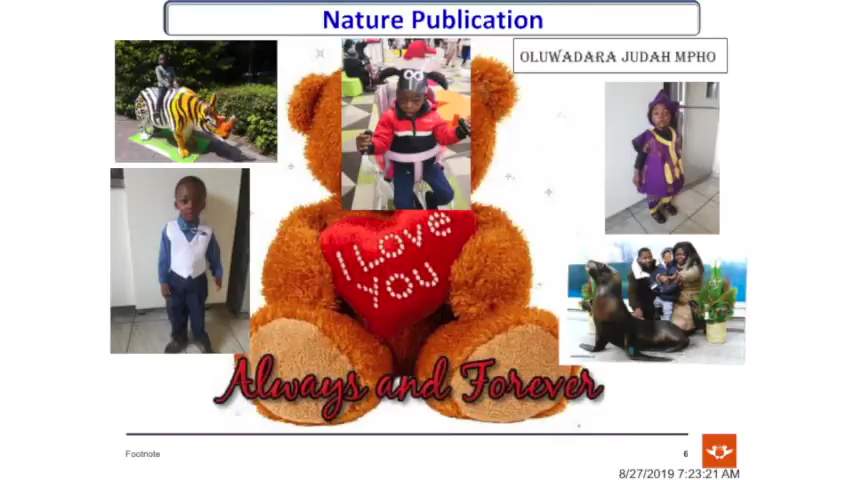 Nature Publication
OLUWADARA JUDAH MPHO
I Love
You
Always and Forever
Footnote
6
8/27/2019 7:23:21 AM